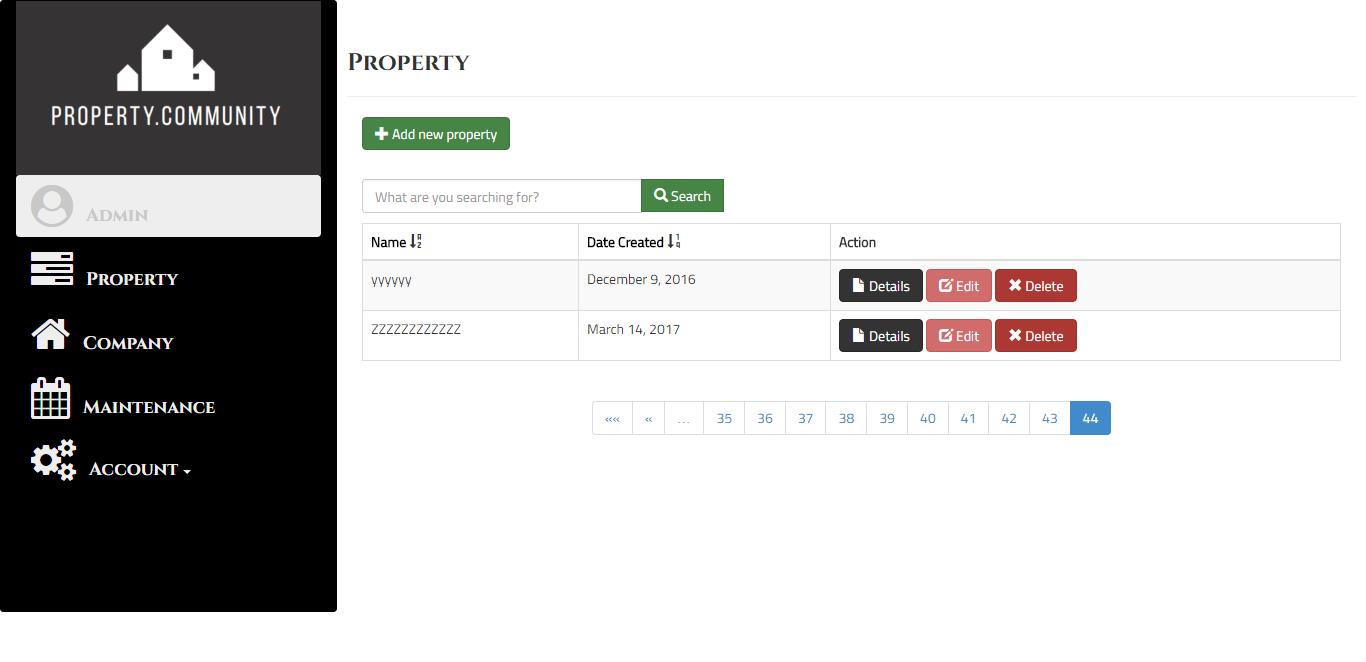 PROPERTY.COMMUNITY
Admin
Property
Company
Maintenance
Account
Property
Add new property
What are you searching for? Search
Name Date Created Action
yyyyyy December 9, 2016 Details Edit Delete
ZZZZZZZZZZZZ March 14, 2017 Details Edit Delete
«« « … 35 36 37 38 39 40 41 42 43 44